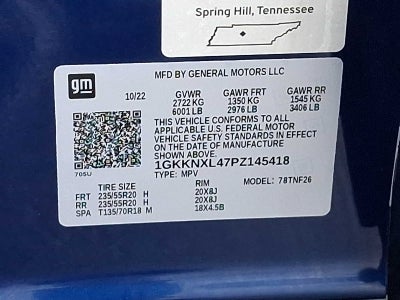 Spring Hill, Tennessee
gm
MFD BY GENERAL MOTORS LLC
10/22 GVWR GAWR FRT GAWR RR
2722 KG 1350 KG 1545 KG
6001 LB 2976 LB 3406 LB
THIS VEHICLE CONFORMS TO ALL
APPLICABLE U.S. FEDERAL MOTOR
VEHICLE SAFETY STANDARDS IN EFFECT
ON THE DATE OF MANUFACTURE
SHOWN ABOVE.
1GKKNXL47PZ145418
705U TYPE: MPV MODEL: 78TNF26
TIRE SIZE RIM
FRT 235/55R20 H 20X8J
RR 235/55R20 H 20X8J
SPA T135/70R18 M 18X4.5B